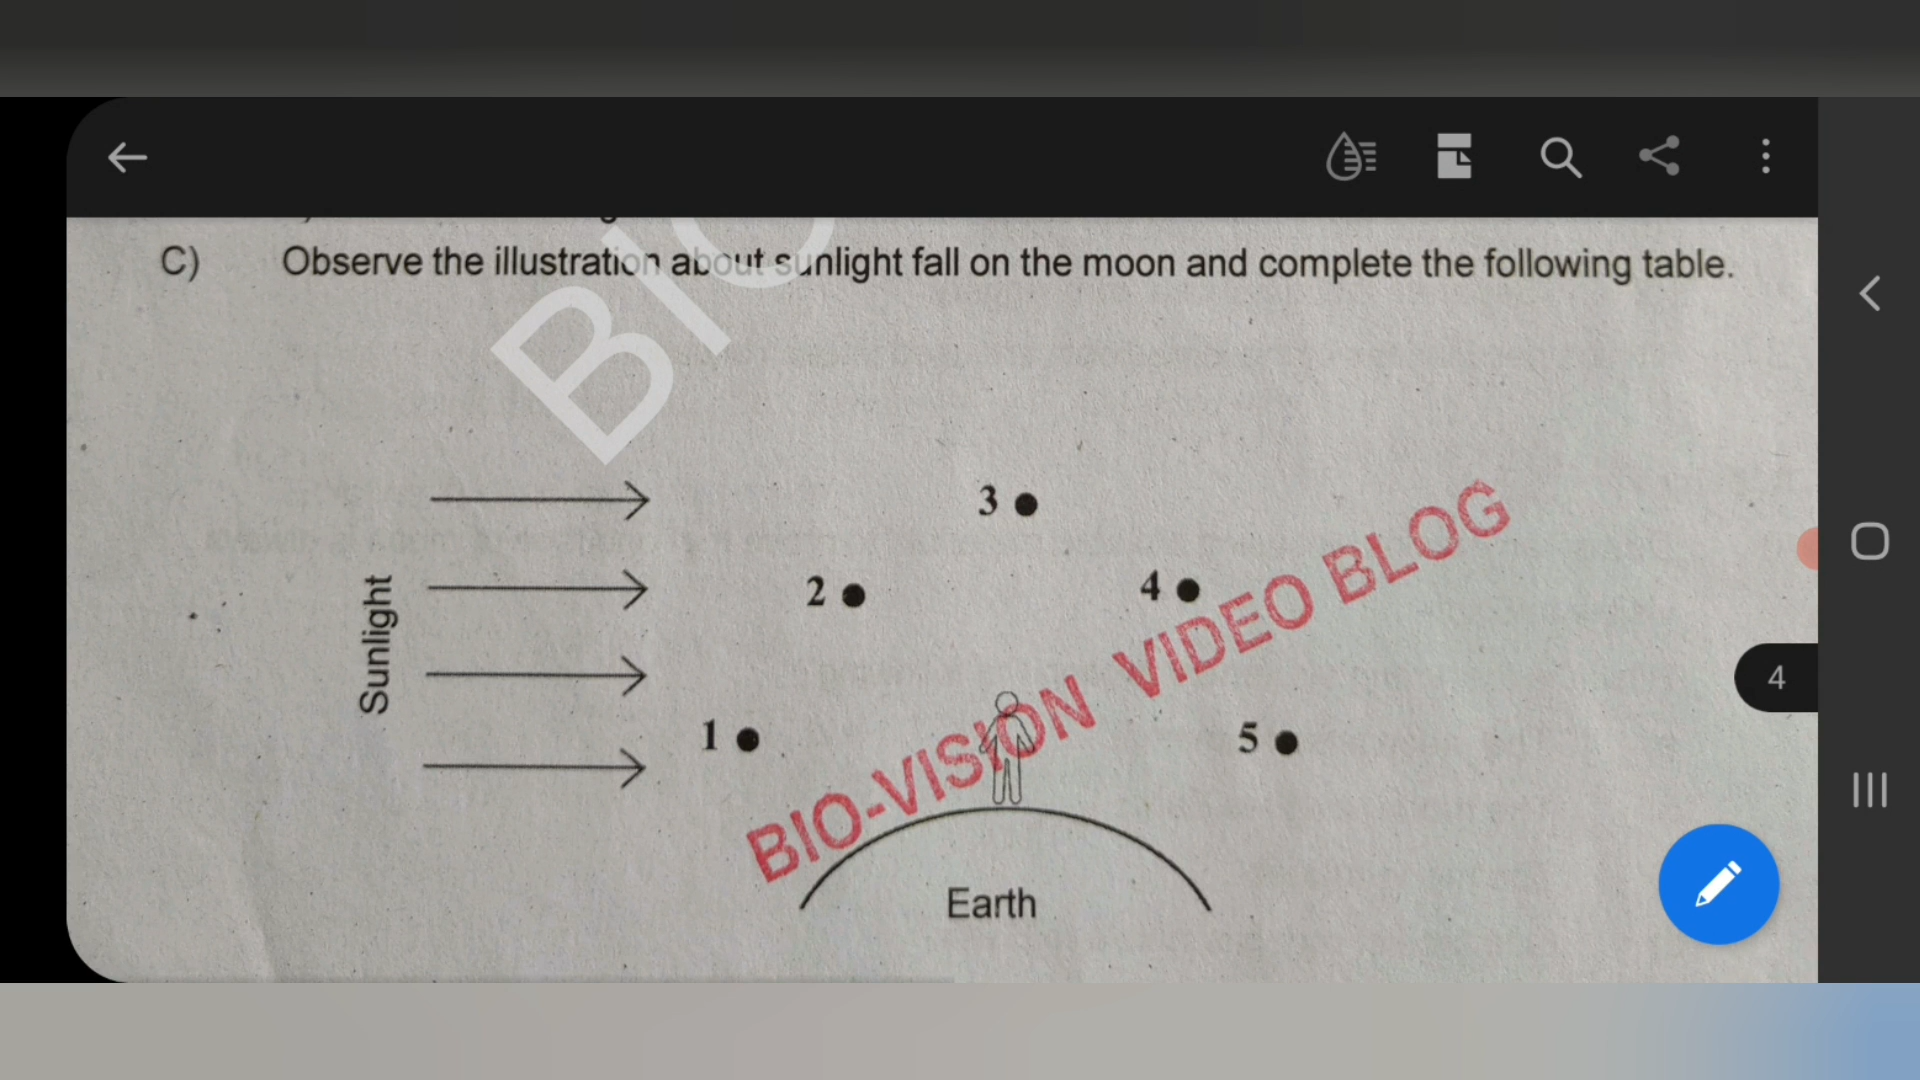 C) Observe the illustration about sunlight fall on the moon and complete the following table.
BIO
3
2
4
Sunlight
1
5
BIO-VISION VIDEO BLOG
Earth
4